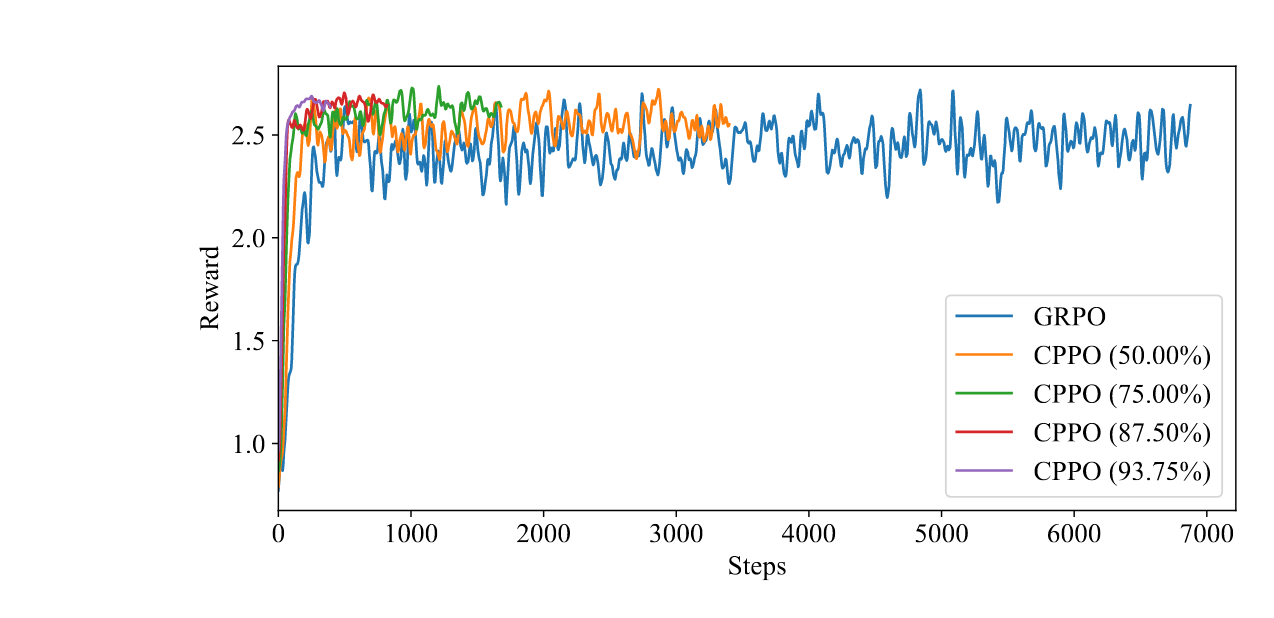 2.5
2.0
1.5
1.0
Reward
0 1000 2000 3000 4000 5000 6000 7000
Steps
GRPO
CPPO (50.00%)
CPPO (75.00%)
CPPO (87.50%)
CPPO (93.75%)